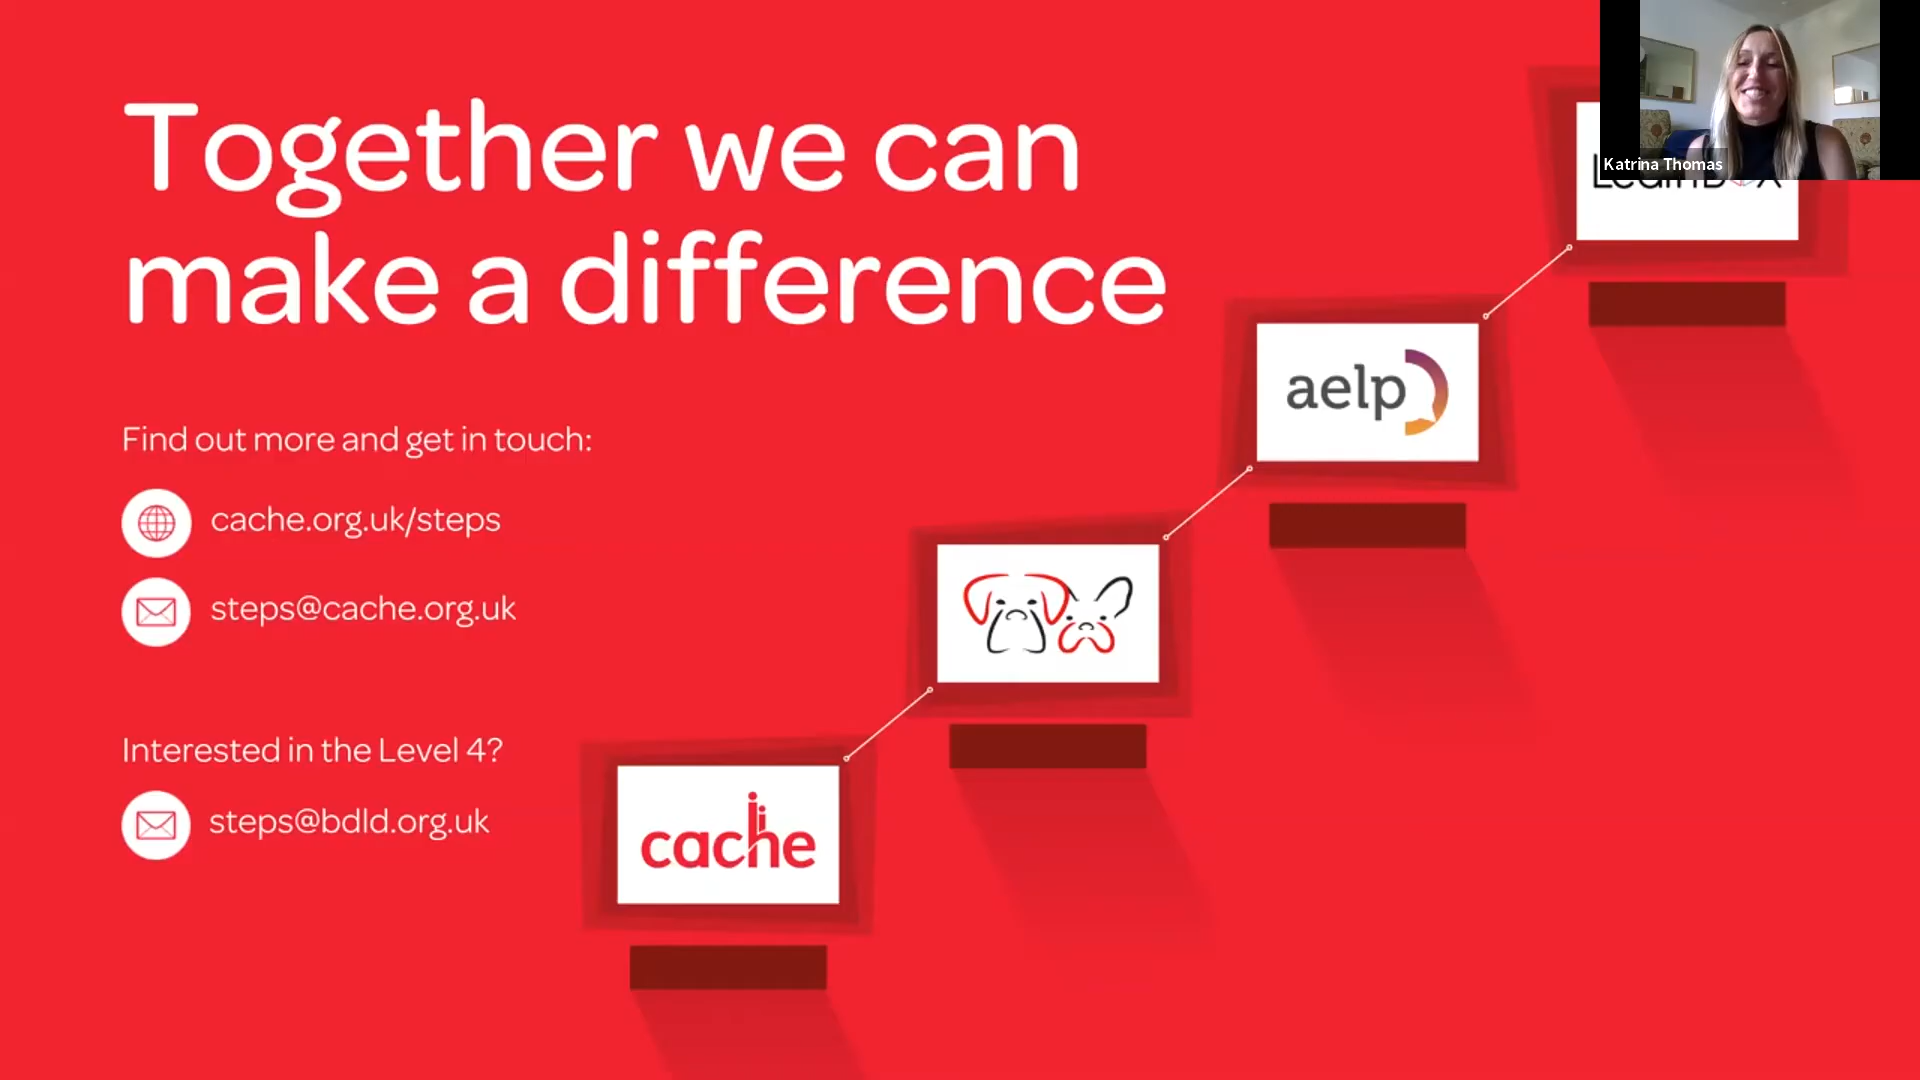 Together we can
make a difference
Katrina Thomas
aelp
Find out more and get in touch:
cache.org.uk/steps
steps@cache.org.uk
Interested in the Level 4?
steps@bdld.org.uk
cache